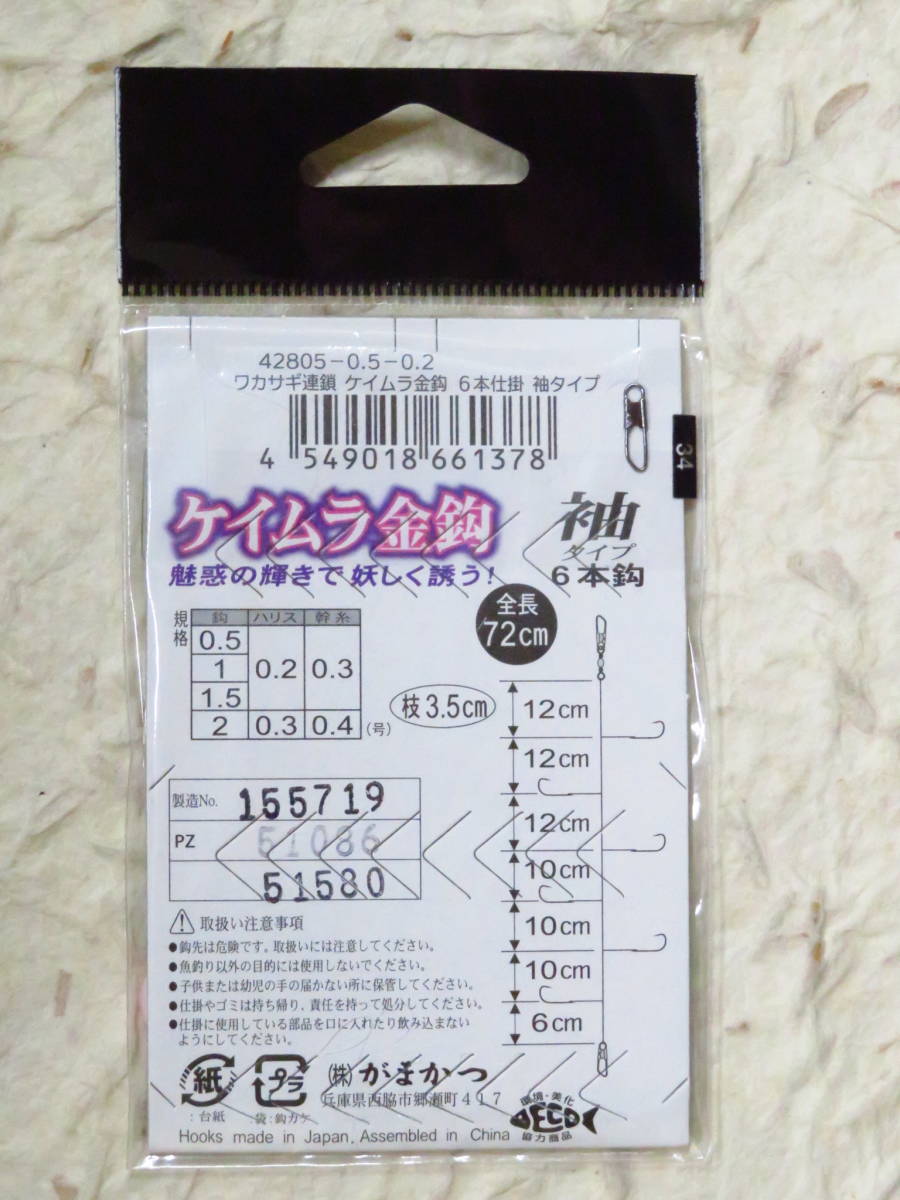 42805-0.5-0.2
ワカサギ連鎖 ケイムラ金鈎 6本仕掛 袖タイプ
4 549018 661378
34
ケイムラ金鈎
魅惑の輝きで 妖しく誘う!
袖
タイプ
6本鈎
全長
72cm
規格
鈎 ハリス 幹糸
0.5
1 0.2 0.3
1.5
2 0.3 0.4 (号)
枝3.5cm
12cm
12cm
12cm
10cm
10cm
10cm
6cm
製造No. 155719
PZ 51086
51580
取扱い注意事項
●鈎先は危険です。取扱いには注意してください。
●魚釣り以外の目的には使用しないでください。
●子供または幼児の手の届かない所に保管してください。
●仕掛やゴミは持ち帰り、責任を持って処分してください。
●仕掛に使用している部品を口に入れたり飲み込まない
ようにしてください。
紙
:台紙
プラ
:袋:鈎カケ
(株)がまかつ
兵庫県西脇市郷瀬町417
環境・美化
DECO
協力商品
Hooks made in Japan, Assembled in China